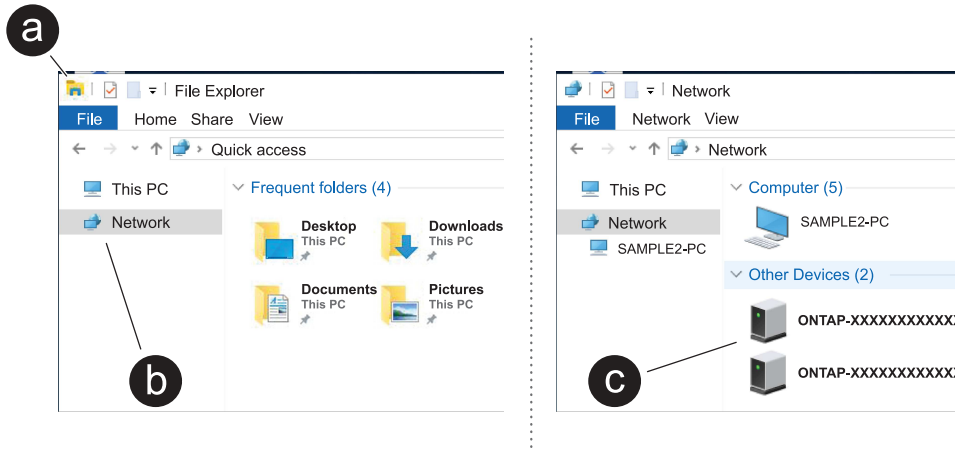 a
File Explorer
File Home Share View
Quick access
This PC
Network
Frequent folders (4)
Desktop
This PC
Downloads
This PC
Documents
This PC
Pictures
This PC
b
Network
File Network View
Network
This PC
Network
SAMPLE2-PC
Computer (5)
SAMPLE2-PC
Other Devices (2)
ONTAP-XXXXXXXXXXXX
ONTAP-XXXXXXXXXXXX
c